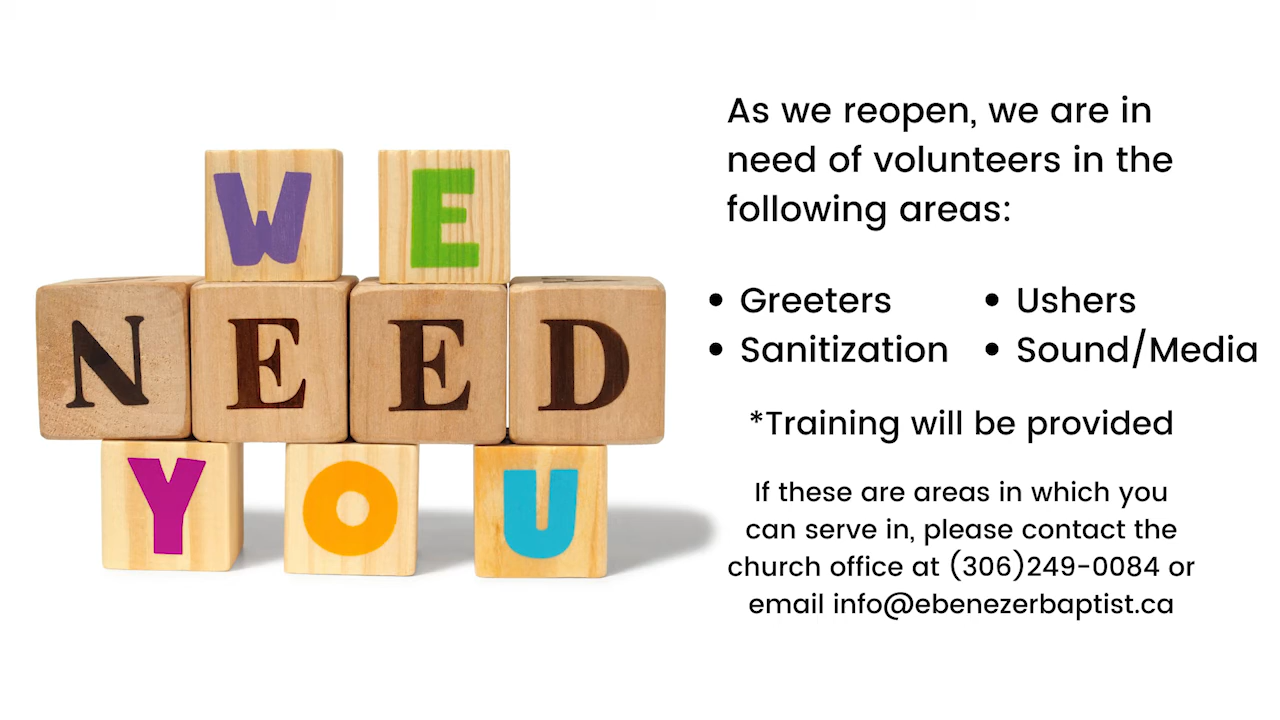 WE
NEED
YOU
As we reopen, we are in
need of volunteers in the
following areas:
• Greeters
• Sanitization
• Ushers
• Sound/Media
*Training will be provided
If these are areas in which you
can serve in, please contact the
church office at (306)249-0084 or
email info@ebenezerbaptist.ca